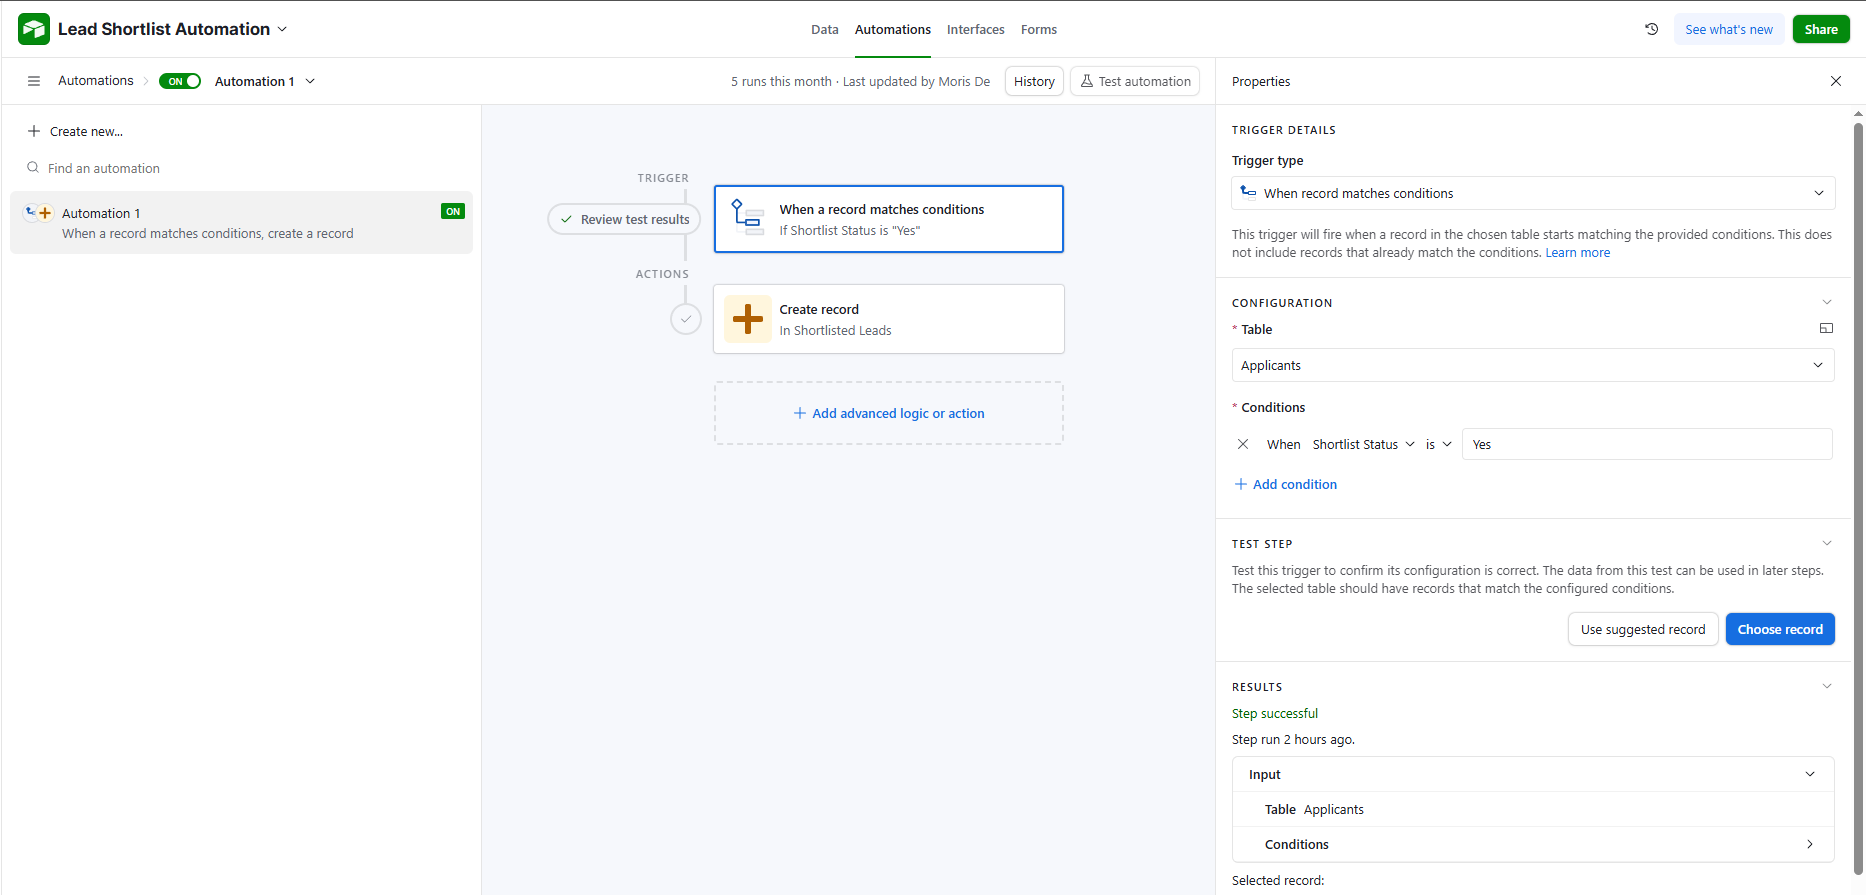 Lead Shortlist Automation
Data Automations Interfaces Forms
See what's new
Share
Automations
ON
Automation 1
5 runs this month · Last updated by Moris De
History
Test automation
Properties
Create new...
Find an automation
Automation 1
ON
When a record matches conditions, create a record
TRIGGER
Review test results
When a record matches conditions
If Shortlist Status is "Yes"
ACTIONS
Create record
In Shortlisted Leads
Add advanced logic or action
TRIGGER DETAILS
Trigger type
When record matches conditions
This trigger will fire when a record in the chosen table starts matching the provided conditions. This does
not include records that already match the conditions. Learn more
CONFIGURATION
* Table
Applicants
* Conditions
When Shortlist Status is Yes
Add condition
TEST STEP
Test this trigger to confirm its configuration is correct. The data from this test can be used in later steps.
The selected table should have records that match the configured conditions.
Use suggested record
Choose record
RESULTS
Step successful
Step run 2 hours ago.
Input
Table Applicants
Conditions
Selected record: